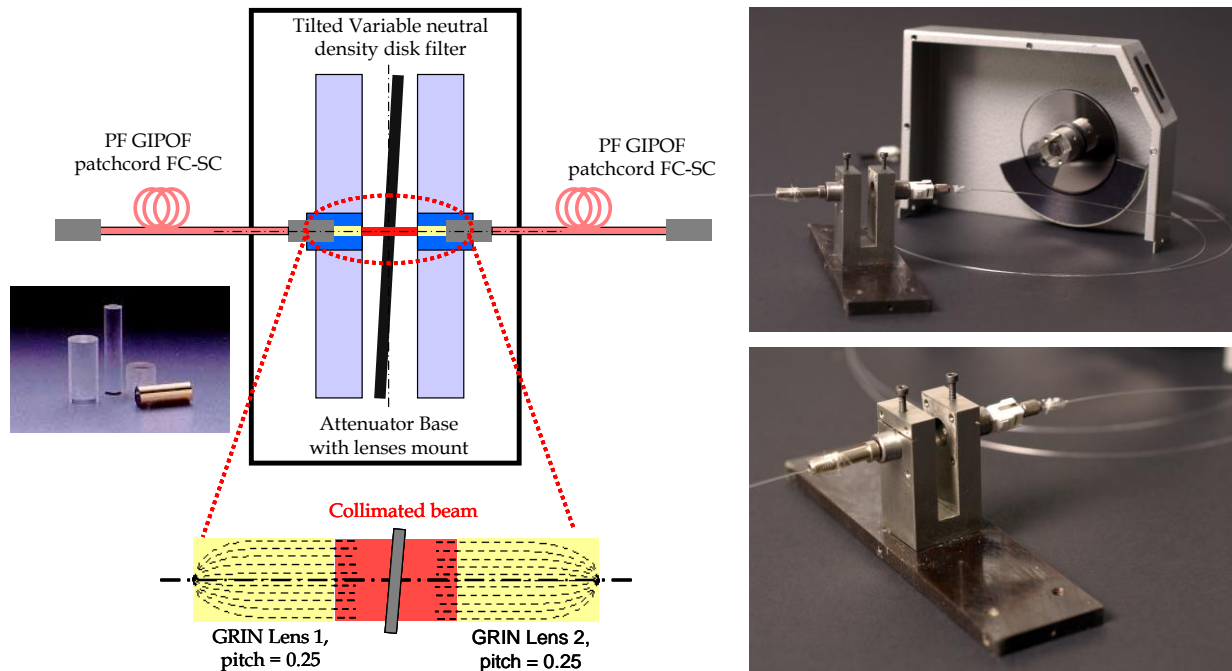 Tilted Variable neutral
density disk filter
PF GIPOF
patchcord FC-SC
PF GIPOF
patchcord FC-SC
Attenuator Base
with lenses mount
Collimated beam
GRIN Lens 1,
pitch = 0.25
GRIN Lens 2,
pitch = 0.25